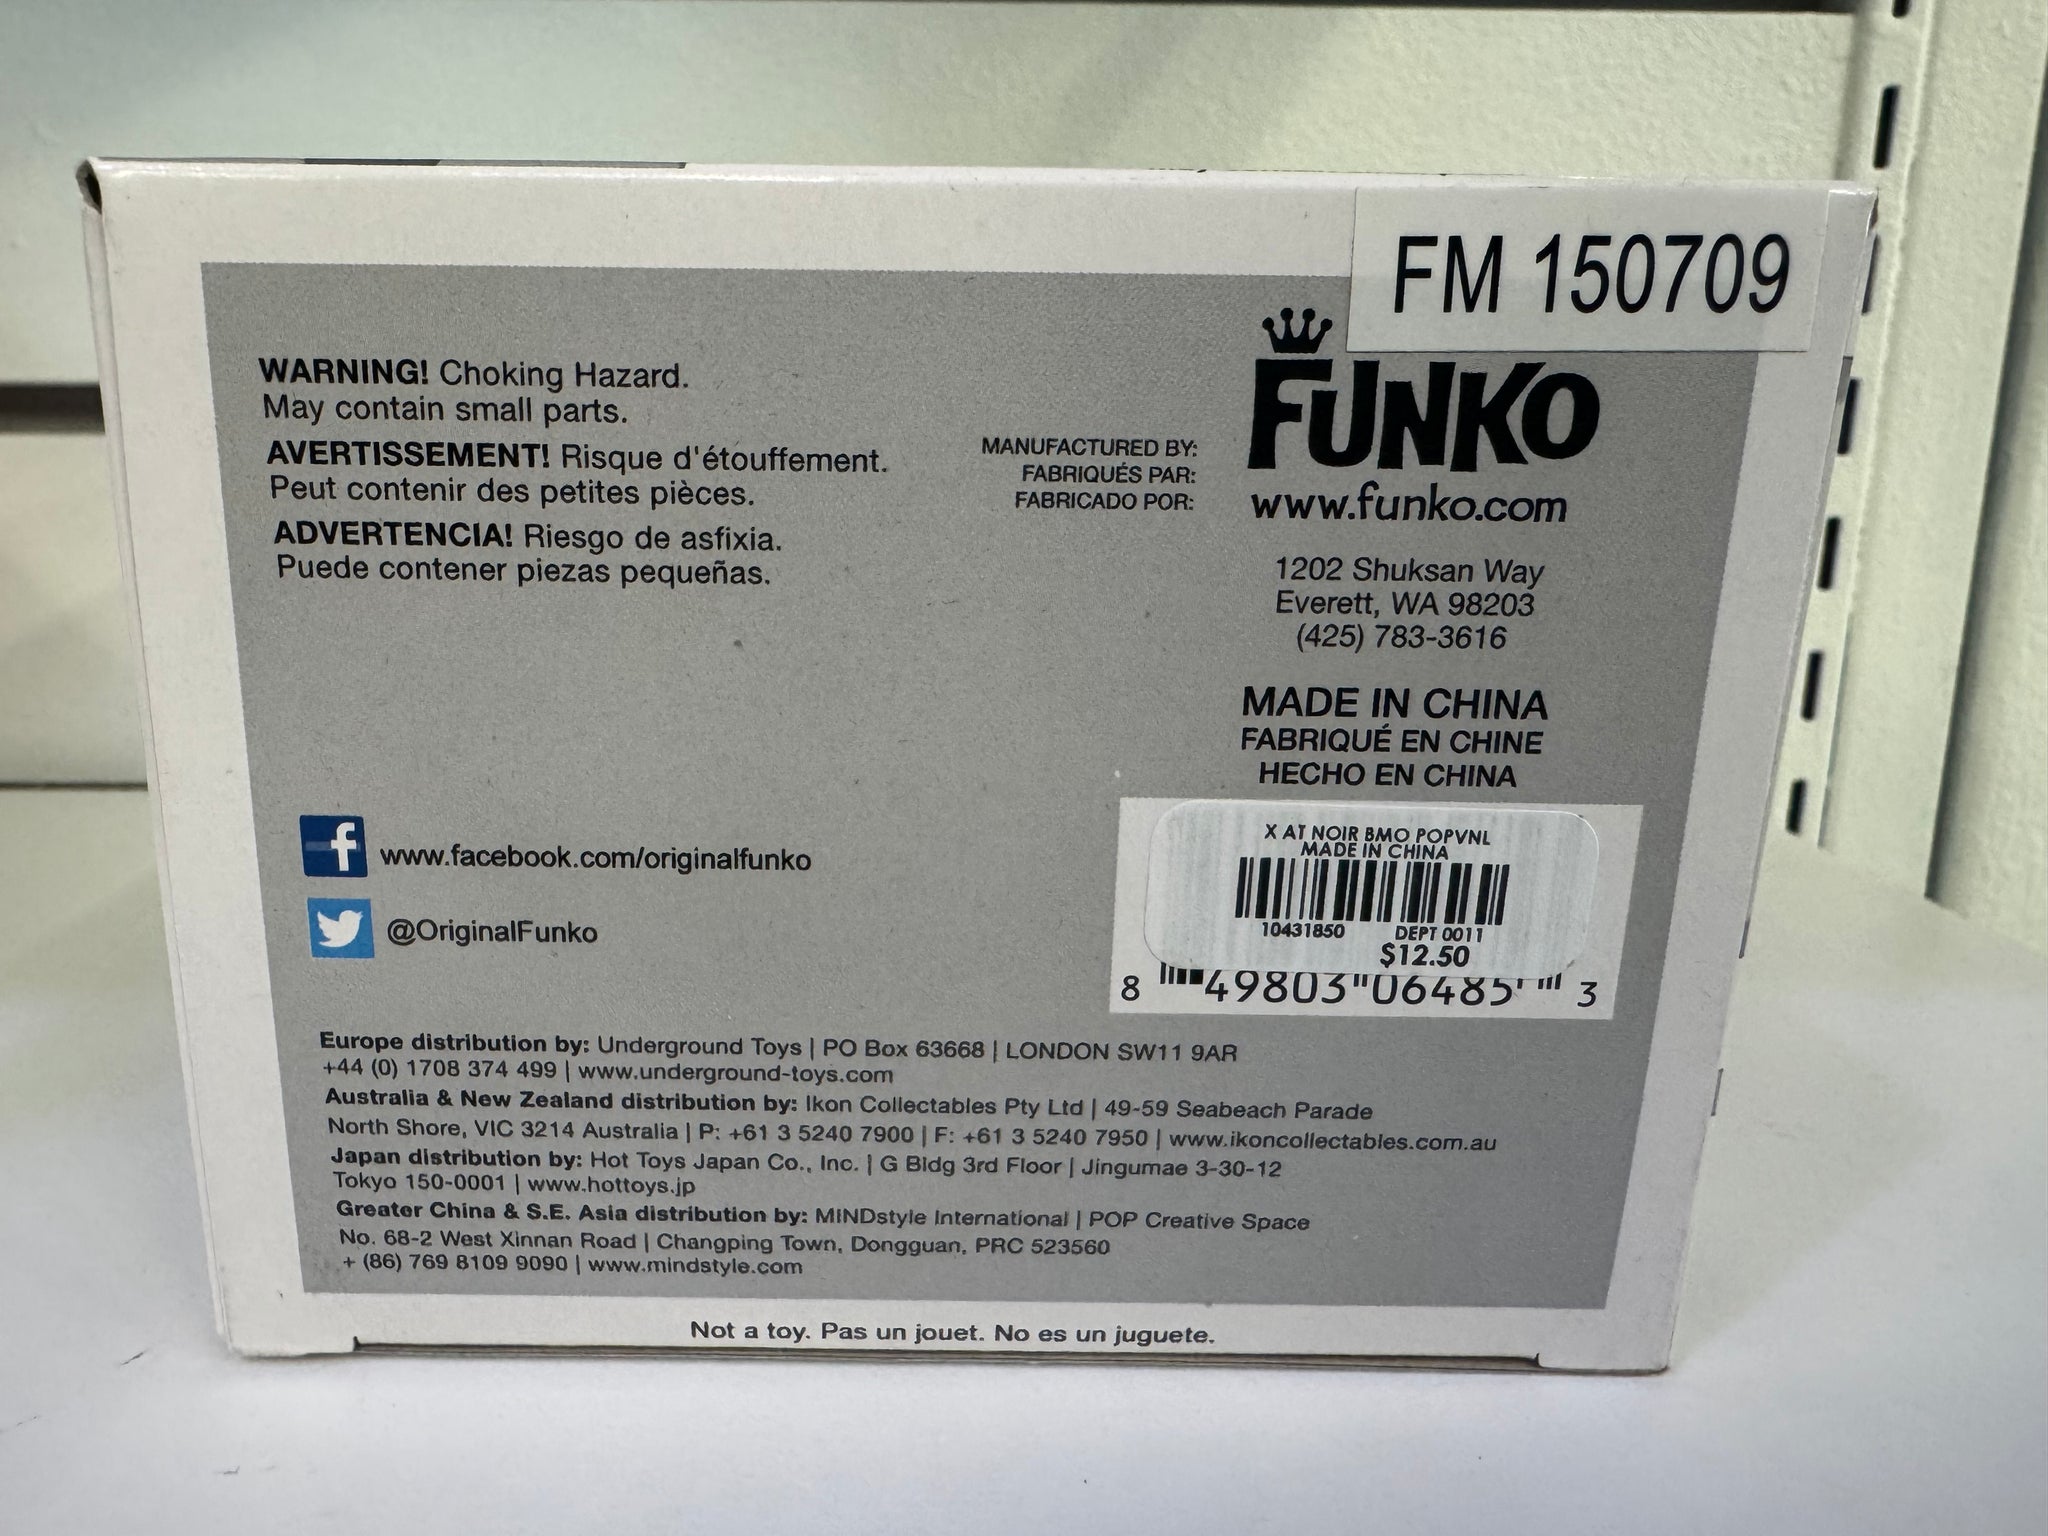 FM 150709
WARNING! Choking Hazard.
May contain small parts.
AVERTISSEMENT! Risque d'étouffement.
Peut contenir des petites pièces.
ADVERTENCIA! Riesgo de asfixia.
Puede contener piezas pequeñas.
MANUFACTURED BY:
FABRIQUÉS PAR:
FABRICADO POR:
FUNKO
www.funko.com
1202 Shuksan Way
Everett, WA 98203
(425) 783-3616
MADE IN CHINA
FABRIQUÉ EN CHINE
HECHO EN CHINA
f www.facebook.com/originalfunko
@OriginalFunko
X AT NOIR BMO POPVNL
MADE IN CHINA
10431850 DEPT 0011
$12.50
8 49803 06485 3
Europe distribution by: Underground Toys | PO Box 63668 | LONDON SW11 9AR
+44 (0) 1708 374 499 | www.underground-toys.com
Australia & New Zealand distribution by: Ikon Collectables Pty Ltd | 49-59 Seabeach Parade
North Shore, VIC 3214 Australia | P: +61 3 5240 7900 | F: +61 3 5240 7950 | www.ikoncollectables.com.au
Japan distribution by: Hot Toys Japan Co., Inc. | G Bldg 3rd Floor | Jingumae 3-30-12
Tokyo 150-0001 | www.hottoys.jp
Greater China & S.E. Asia distribution by: MINDstyle International | POP Creative Space
No. 68-2 West Xinnan Road | Changping Town, Dongguan, PRC 523560
+ (86) 769 8109 9090 | www.mindstyle.com
Not a toy. Pas un jouet. No es un juguete.